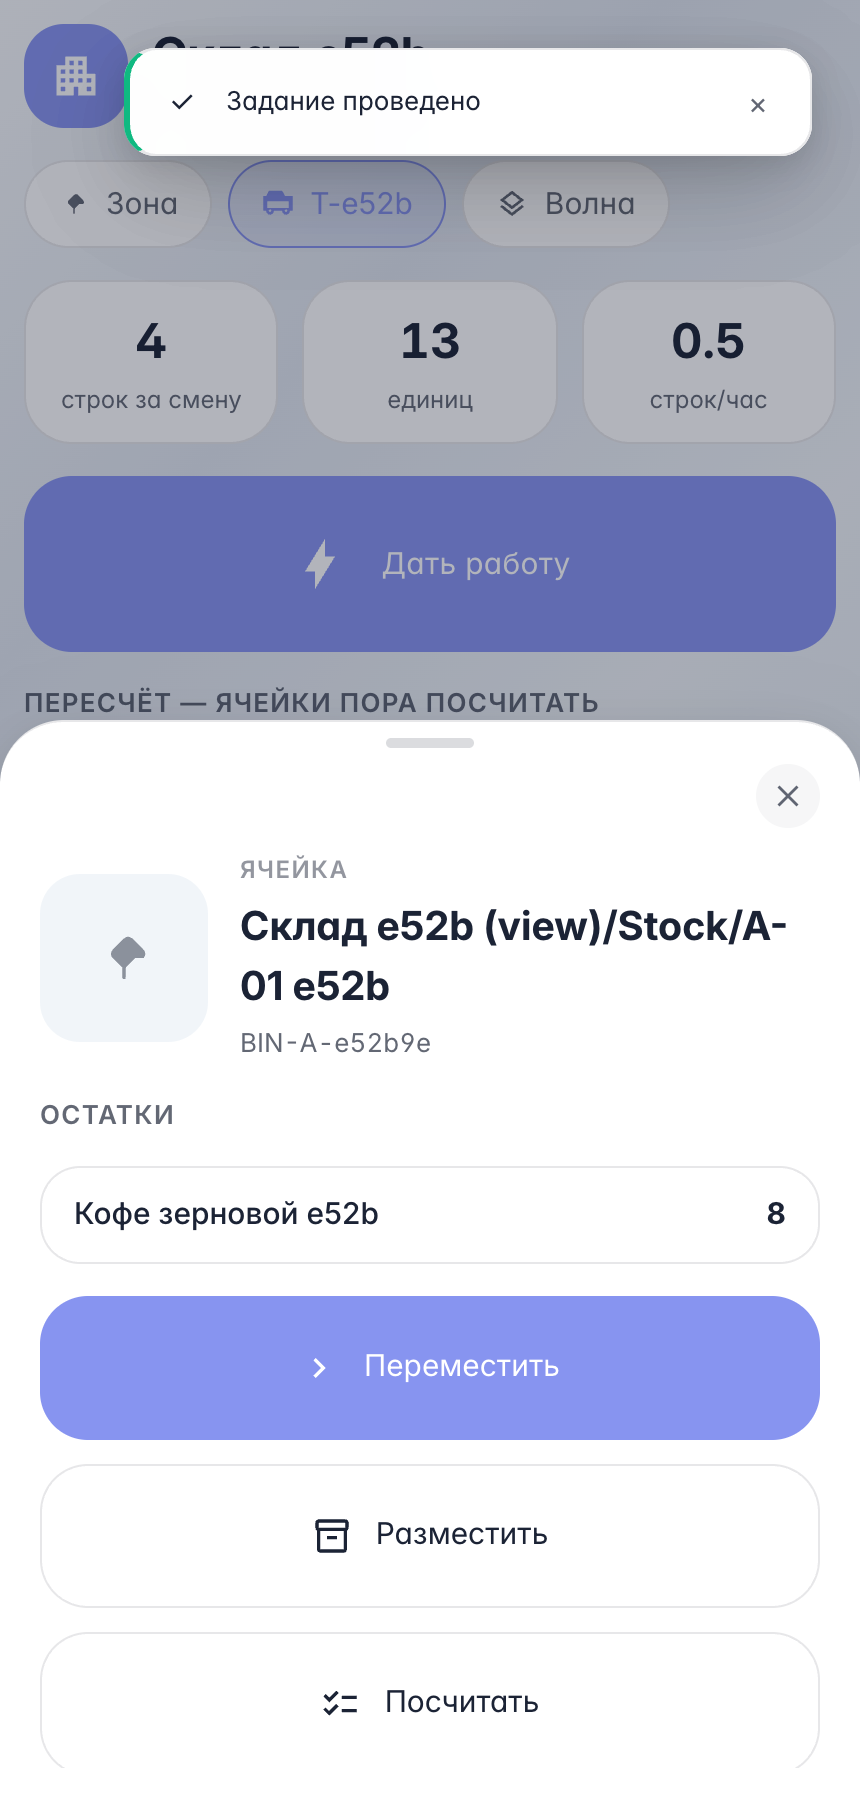 Склад e52b
Задание проведено
Зона
T-e52b
Волна
4
13
0.5
строк за смену
единиц
строк/час
Дать работу
ПЕРЕСЧЁТ — ЯЧЕЙКИ ПОРА ПОСЧИТАТЬ
ЯЧЕЙКА
Склад e52b (view)/Stock/A-
01 e52b
BIN-A-e52b9e
ОСТАТКИ
Кофе зерновой e52b
8
Переместить
Разместить
Посчитать